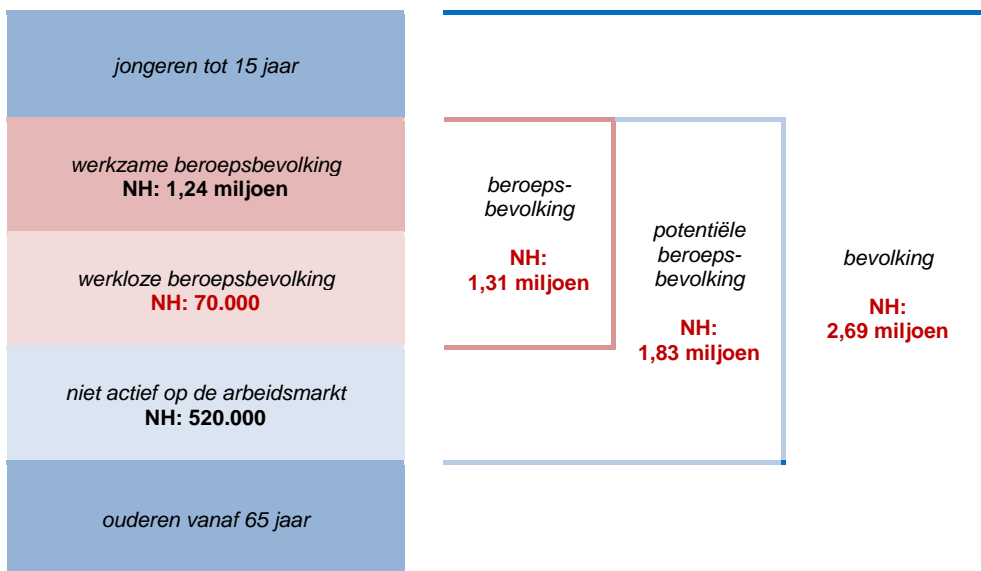 jongeren tot 15 jaar
werkzame beroepsbevolking
NH: 1,24 miljoen
werkloze beroepsbevolking
NH: 70.000
niet actief op de arbeidsmarkt
NH: 520.000
ouderen vanaf 65 jaar
beroeps-
bevolking
NH:
1,31 miljoen
potentiële
beroeps-
bevolking
NH:
1,83 miljoen
bevolking
NH:
2,69 miljoen